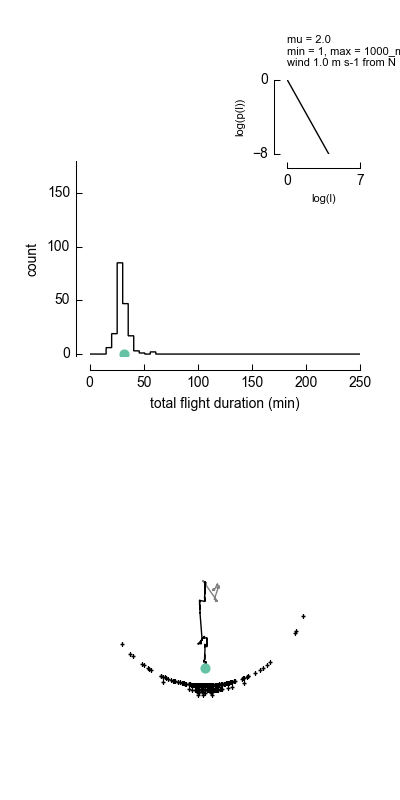 mu = 2.0
min = 1, max = 1000_m
wind 1.0 m s-1 from N
0
log(p(l))
−8
0 7
log(l)
150
100
count
50
0
0 50 100 150 200 250
total flight duration (min)